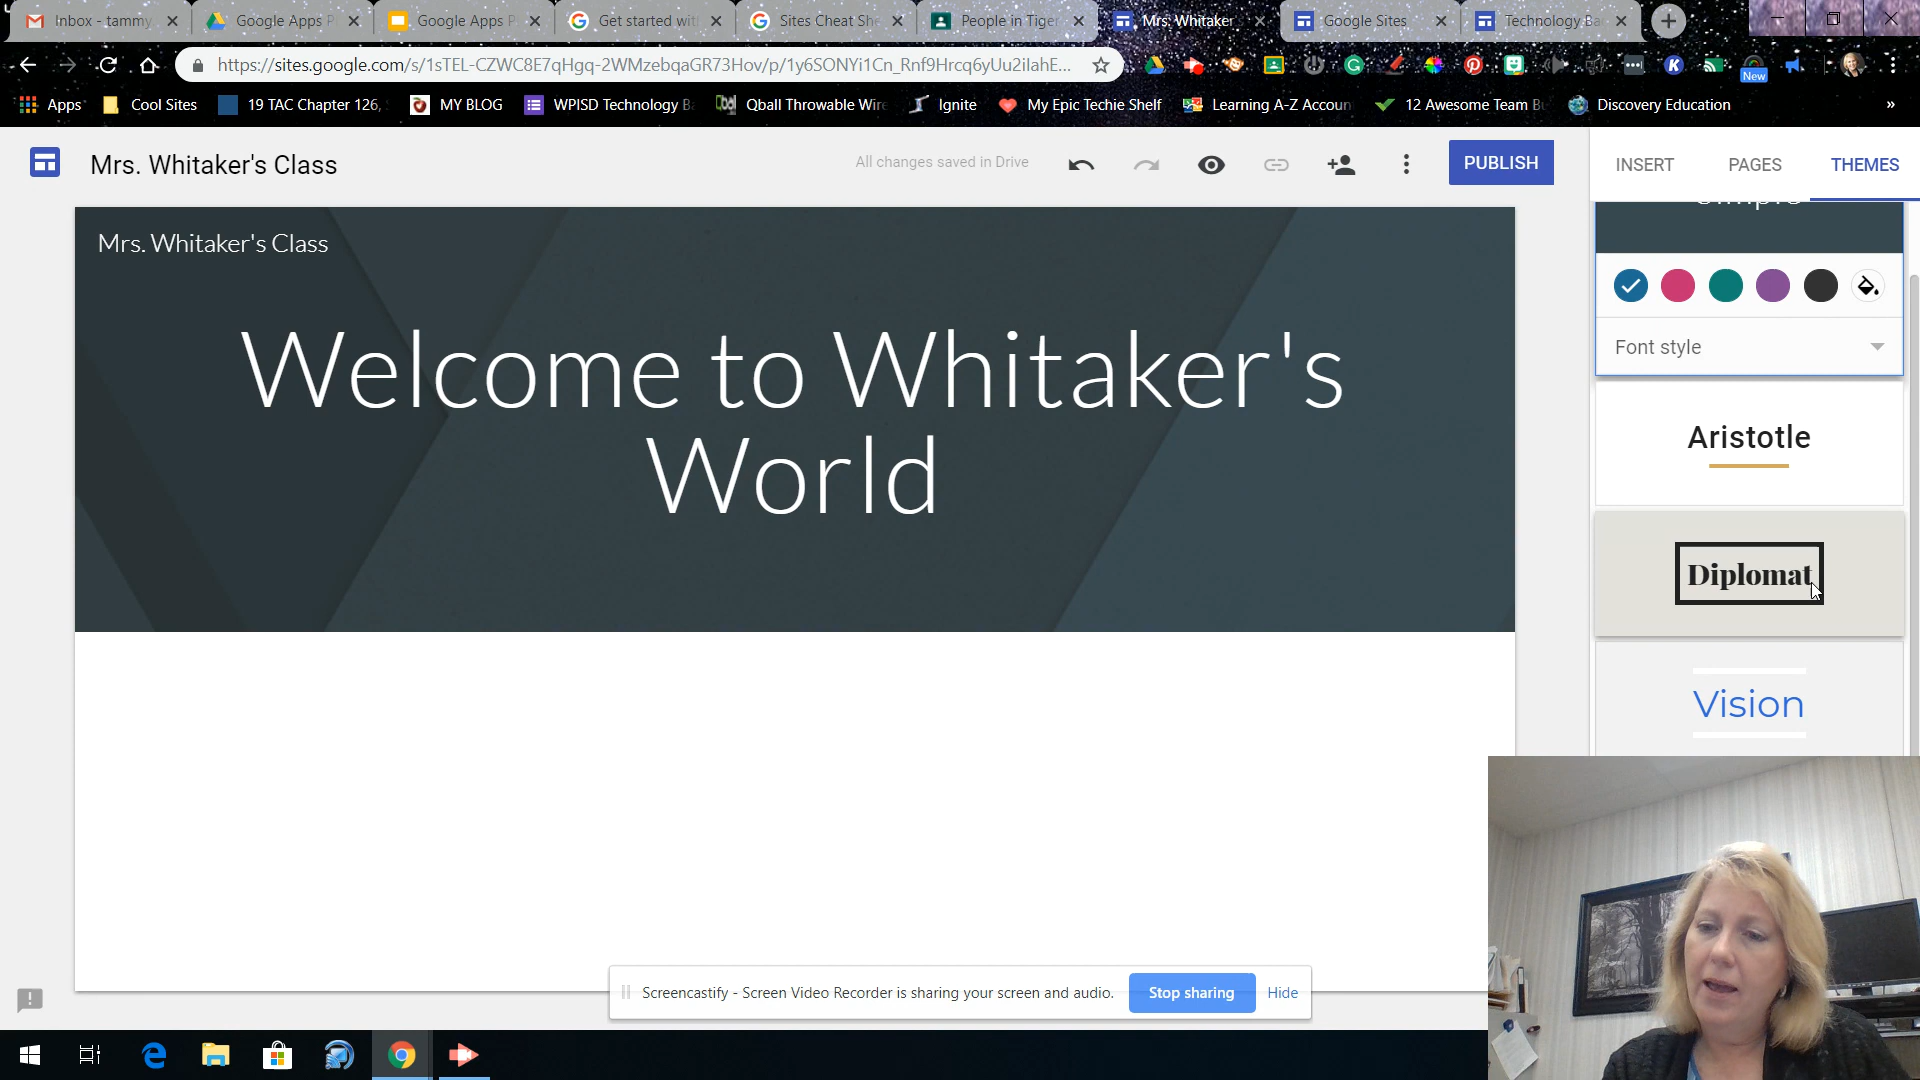 Inbox - tammy
Google Apps P
Google Apps P
Get started wit
Sites Cheat She
People in Tiger
Mrs. Whitaker
Google Sites
Technology Ba
https://sites.google.com/s/1sTEL-CZWC8E7qHgq-2WMzebqaGR73Hov/p/1y6SONYi1Cn_Rnf9Hrcq6yUu2iIahE...
New
Apps
Cool Sites
19 TAC Chapter 126,
MY BLOG
WPISD Technology Ba
Qball Throwable Wire
Ignite
My Epic Techie Shelf
Learning A-Z Accoun
12 Awesome Team Bu
Discovery Education
»
Mrs. Whitaker's Class
All changes saved in Drive
PUBLISH
INSERT
PAGES
THEMES
Mrs. Whitaker's Class
Welcome to Whitaker's
World
Simple
Font style
Aristotle
Diplomat
Vision
Screencastify - Screen Video Recorder is sharing your screen and audio.
Stop sharing
Hide